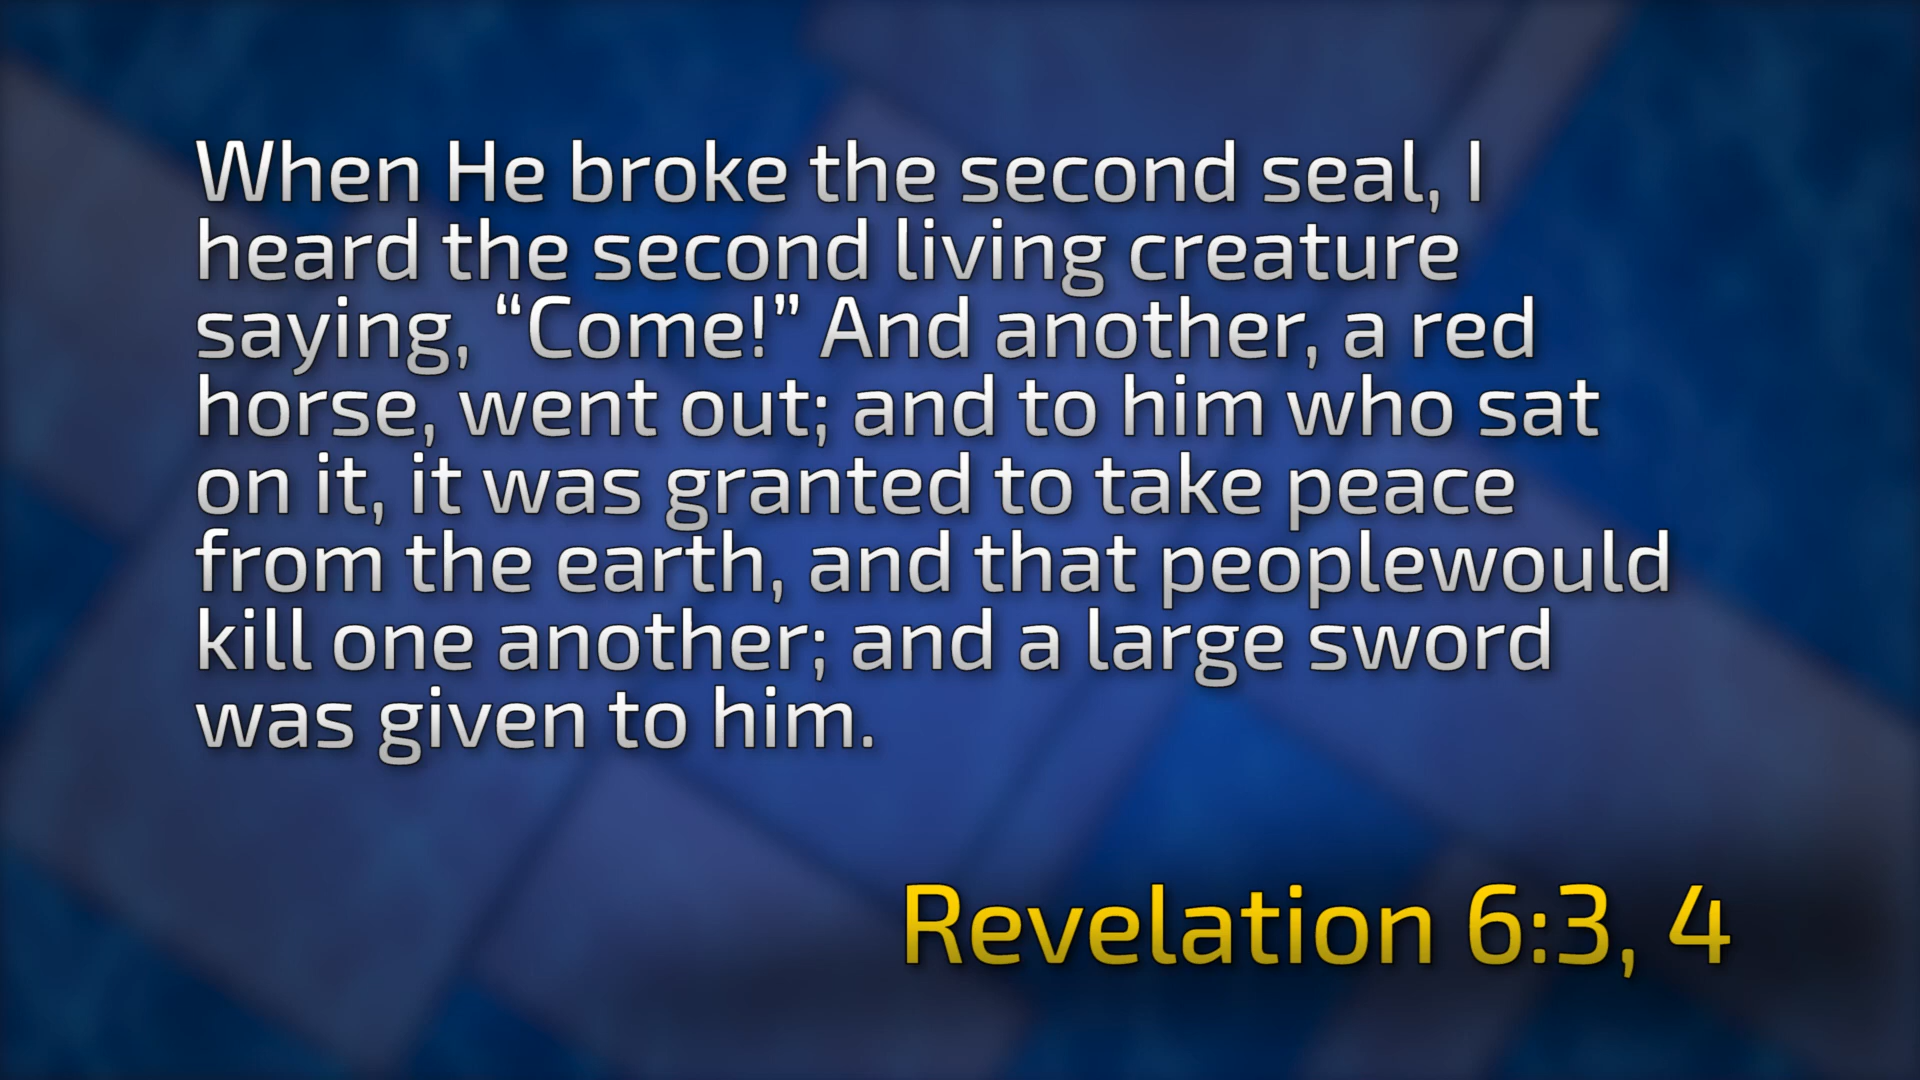 When He broke the second seal, I
heard the second living creature
saying, “Come!” And another, a red
horse, went out; and to him who sat
on it, it was granted to take peace
from the earth, and that peoplewould
kill one another; and a large sword
was given to him.
Revelation 6:3, 4